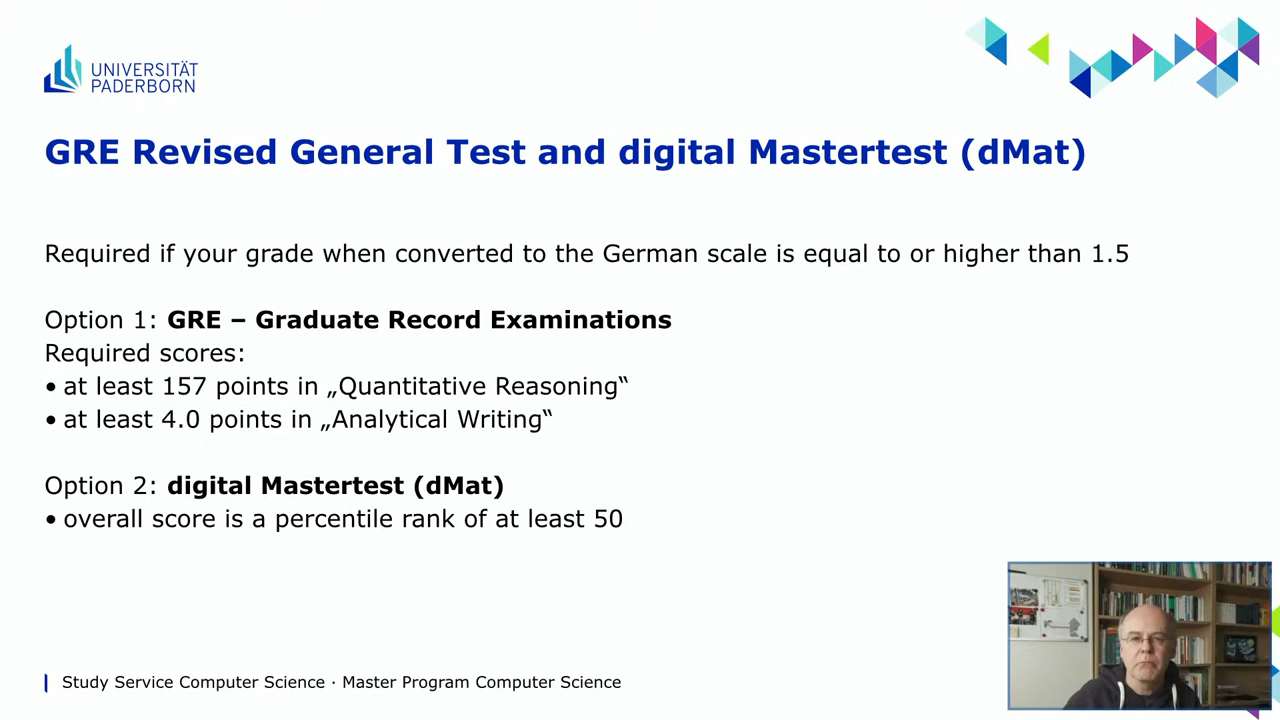 UNIVERSITÄT
PADERBORN
GRE Revised General Test and digital Mastertest (dMat)
Required if your grade when converted to the German scale is equal to or higher than 1.5
Option 1: GRE – Graduate Record Examinations
Required scores:
• at least 157 points in „Quantitative Reasoning‟
• at least 4.0 points in „Analytical Writing‟
Option 2: digital Mastertest (dMat)
• overall score is a percentile rank of at least 50
Study Service Computer Science · Master Program Computer Science